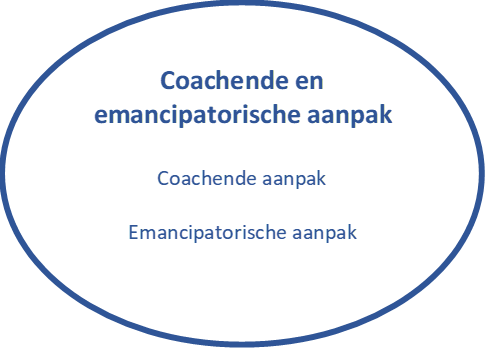 Coachende en
emancipatorische aanpak
Coachende aanpak
Emancipatorische aanpak